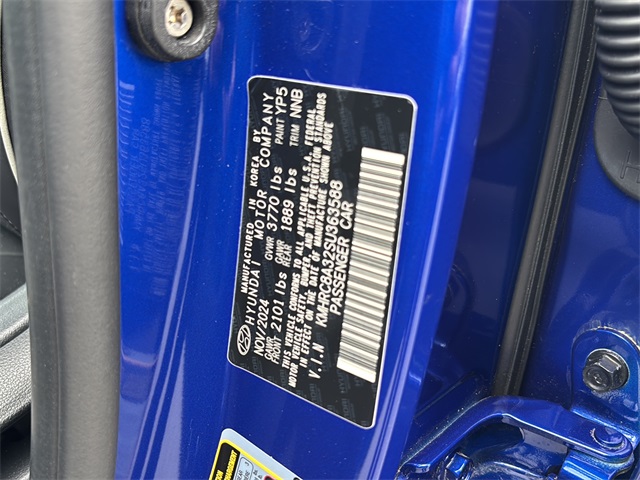 MANUFACTURED IN KOREA BY
HYUNDAI MOTOR COMPANY
NOV/2024 GVWR 3770 lbs PAINT YP5
GAWR FRONT 2101 lbs GAWR REAR 1889 lbs TRIM NNB
THIS VEHICLE CONFORMS TO ALL APPLICABLE U.S.A. FEDERAL
MOTOR VEHICLE SAFETY, BUMPER, AND THEFT PREVENTION STANDARDS
IN EFFECT ON THE DATE OF MANUFACTURE SHOWN ABOVE
V.I.N KMHRC8A32SU363588
PASSENGER CAR